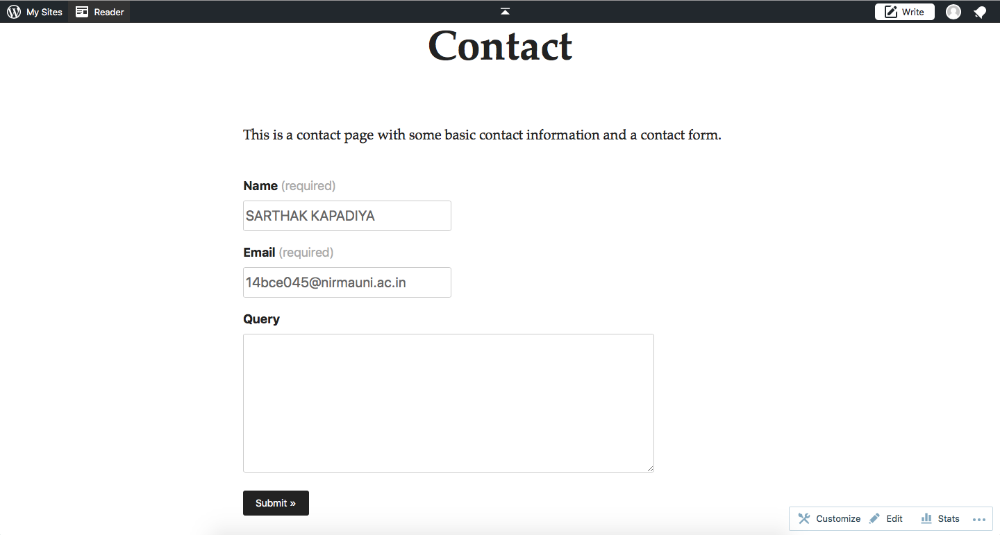 My Sites Reader Write
Contact
This is a contact page with some basic contact information and a contact form.
Name (required)
SARTHAK KAPADIYA
Email (required)
14bce045@nirmauni.ac.in
Query
Submit »
Customize Edit Stats